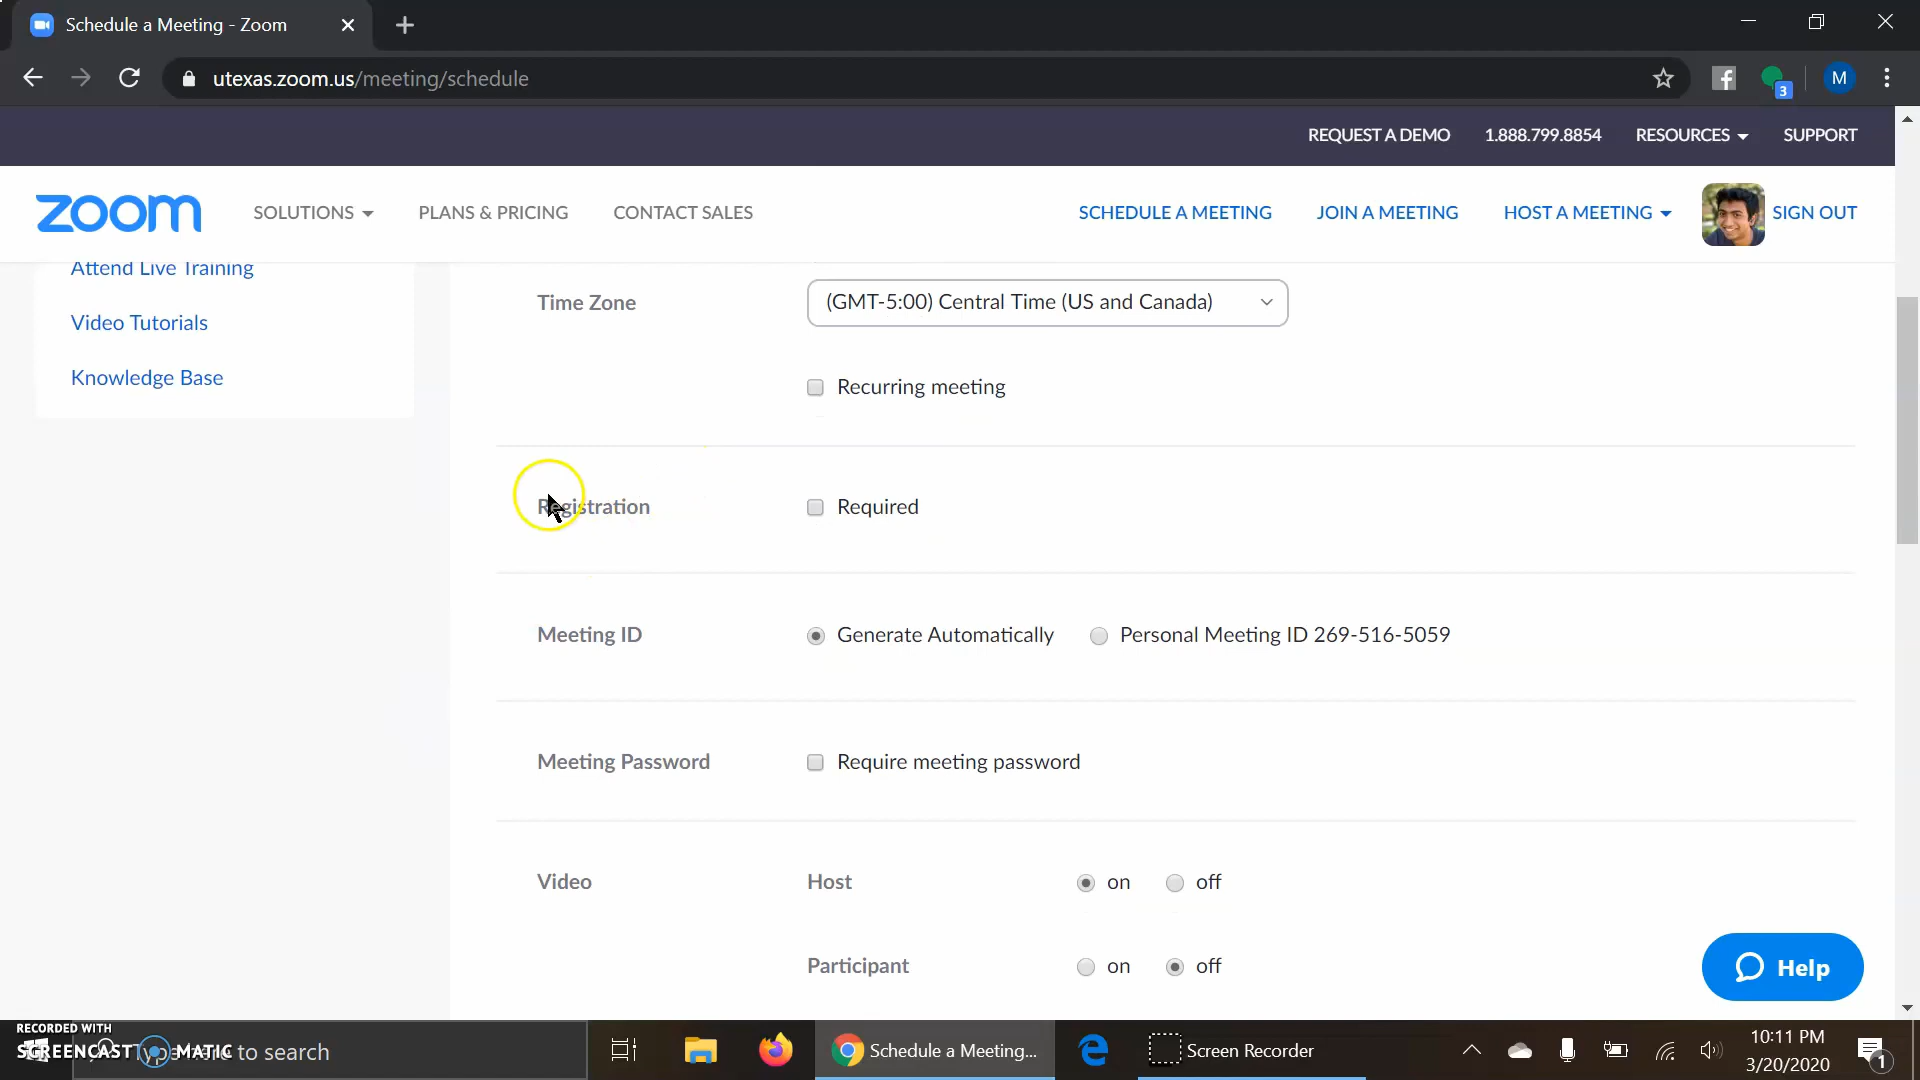 Schedule a Meeting - Zoom
utexas.zoom.us/meeting/schedule
3
M
REQUEST A DEMO
1.888.799.8854
RESOURCES
SUPPORT
zoom
SOLUTIONS
PLANS & PRICING
CONTACT SALES
SCHEDULE A MEETING
JOIN A MEETING
HOST A MEETING
SIGN OUT
Attend Live Training
Video Tutorials
Knowledge Base
Time Zone
(GMT-5:00) Central Time (US and Canada)
Recurring meeting
Registration
Required
Meeting ID
Generate Automatically
Personal Meeting ID 269-516-5059
Meeting Password
Require meeting password
Video
Host
on
off
Participant
on
off
Help
RECORDED WITH
SCREENCAST MATIC
Type here to search
Schedule a Meeting...
Screen Recorder
10:11 PM
3/20/2020
1